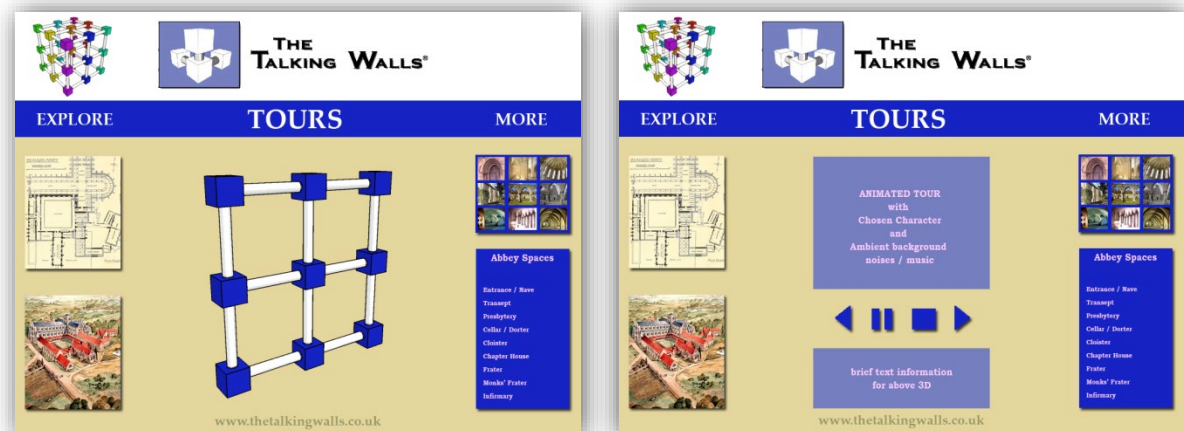 THE
TALKING WALLS®
EXPLORE
TOURS
MORE
Abbey Spaces
Entrance / Nave
Transept
Presbytery
Cellar / Dorter
Cloister
Chapter House
Frater
Monks' Frater
Infirmary
www.thetalkingwalls.co.uk
THE
TALKING WALLS®
EXPLORE
TOURS
MORE
ANIMATED TOUR
with
Chosen Character
and
Ambient background
noises / music
brief text information
for above 3D
Abbey Spaces
Entrance / Nave
Transept
Presbytery
Cellar / Dorter
Cloister
Chapter House
Frater
Monks' Frater
Infirmary
www.thetalkingwalls.co.uk